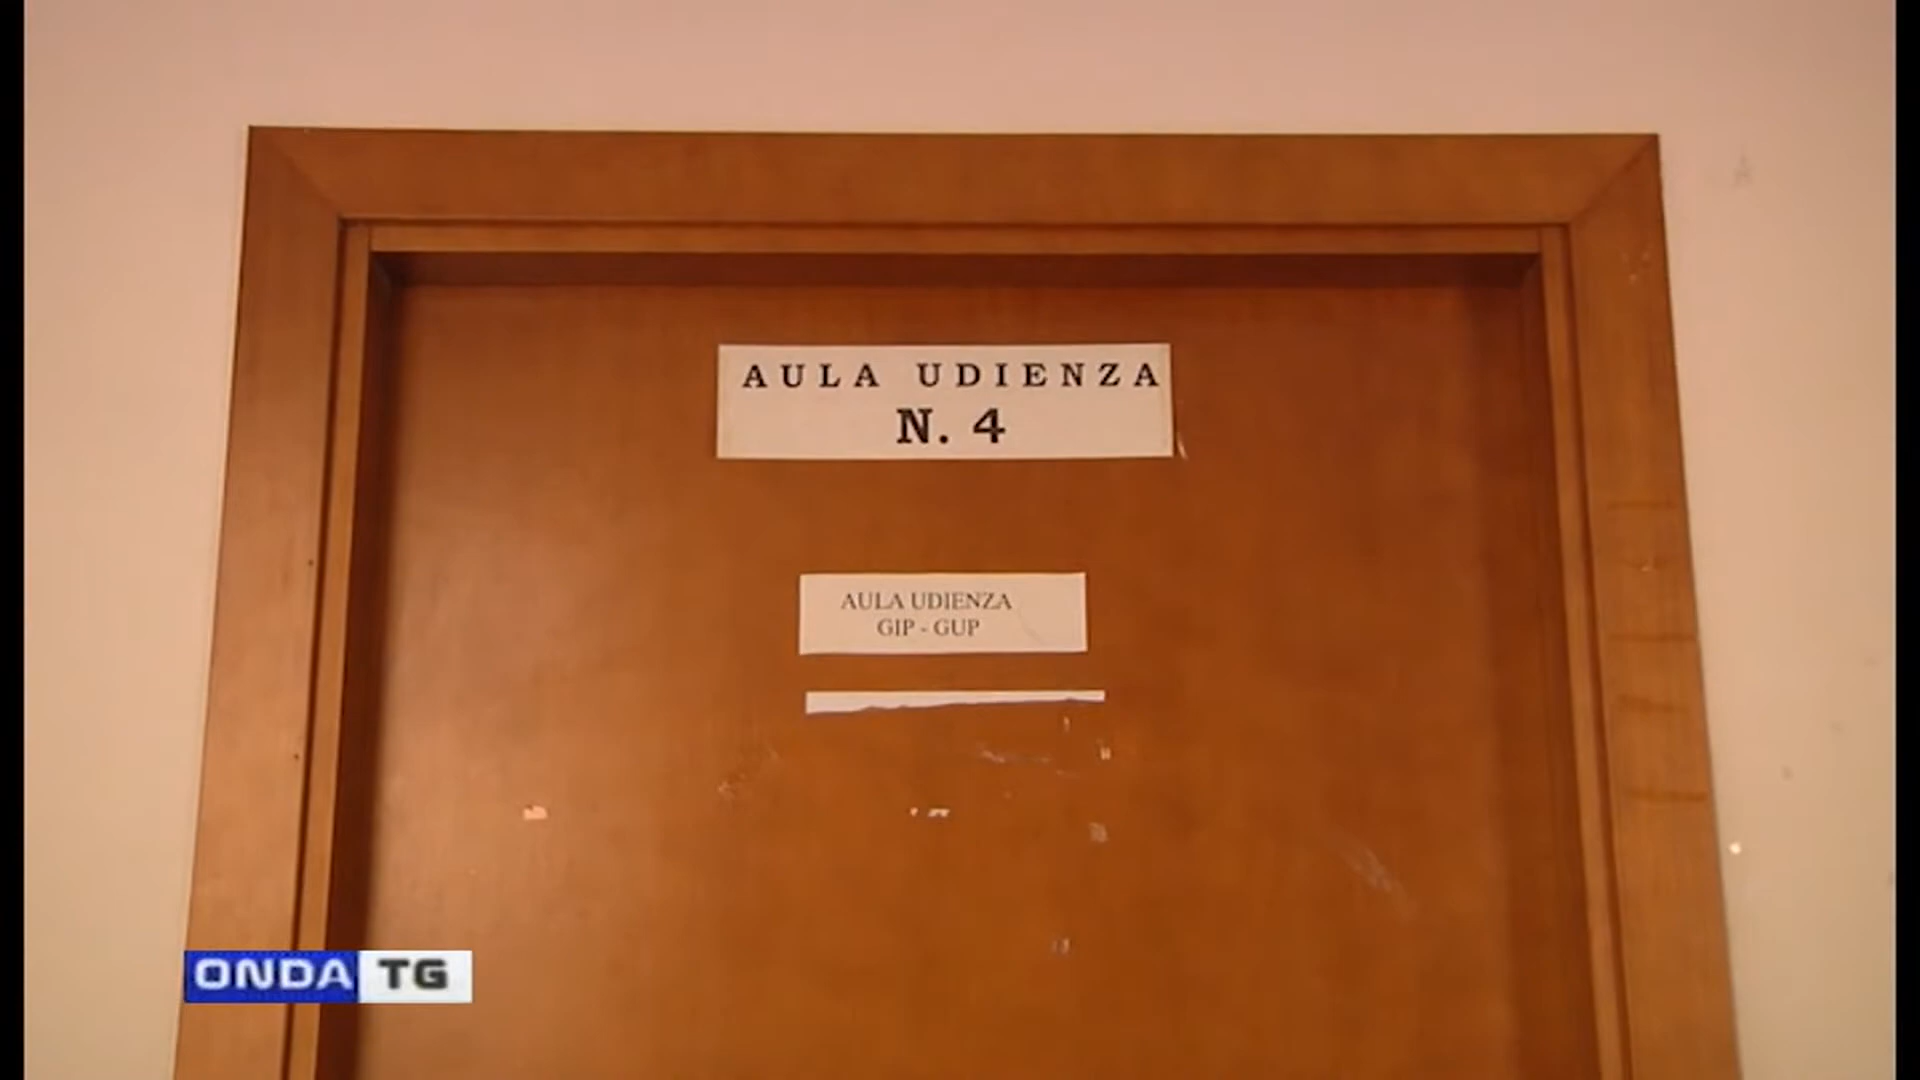 AULA UDIENZA
N. 4
AULA UDIENZA
GIP - GUP
ONDA TG